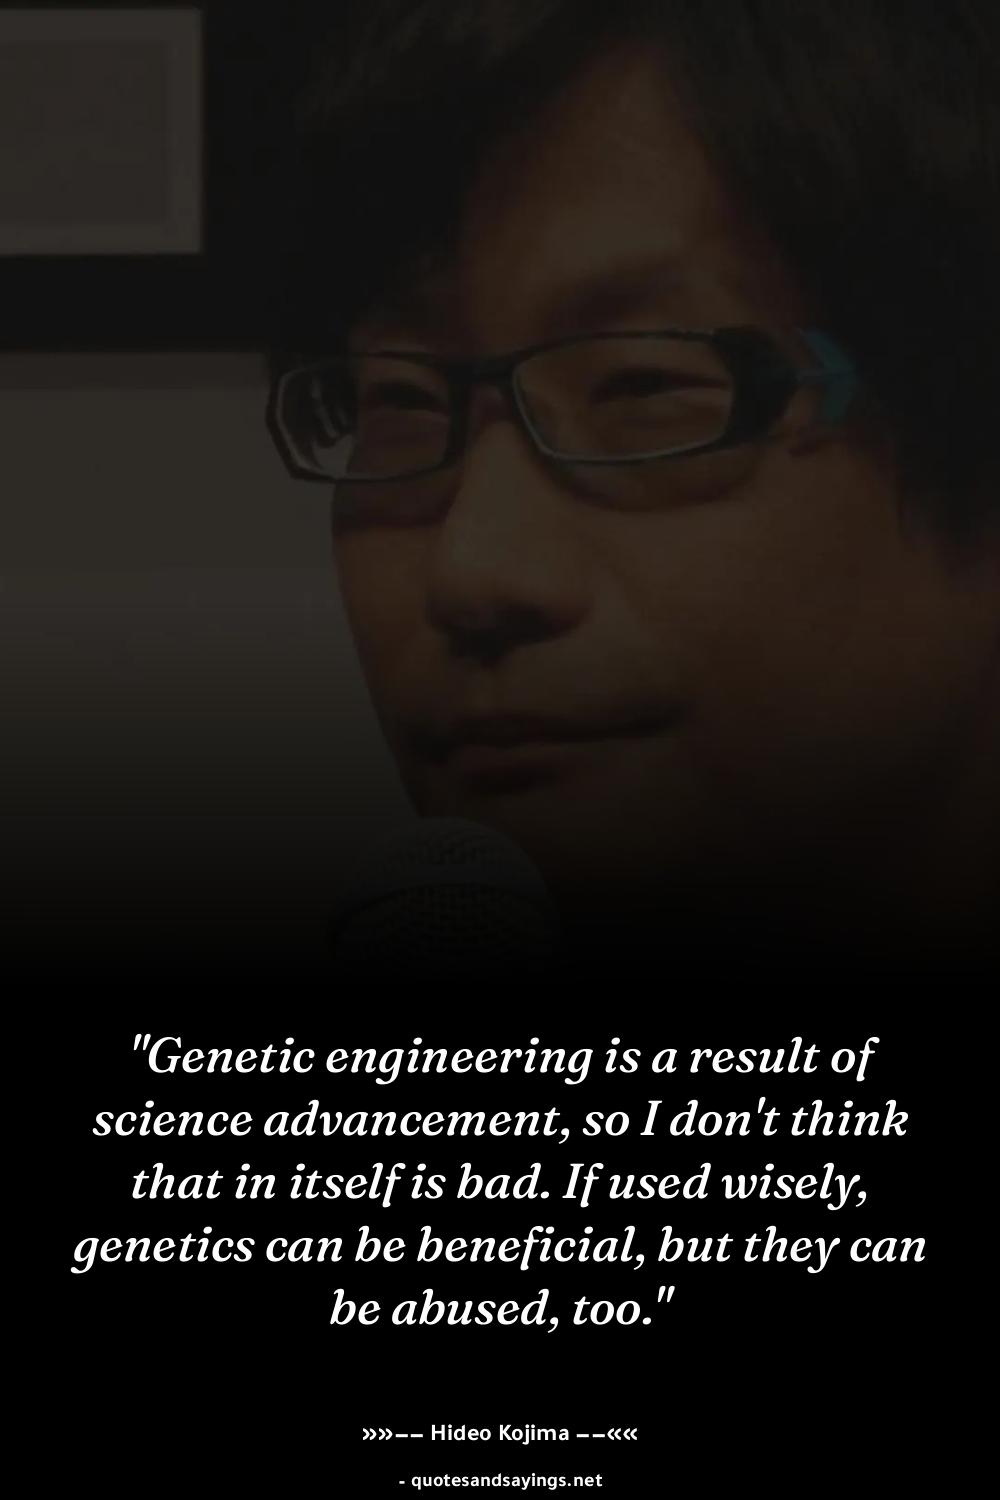 "Genetic engineering is a result of
science advancement, so I don't think
that in itself is bad. If used wisely,
genetics can be beneficial, but they can
be abused, too."
»»−− Hideo Kojima −−««
- quotesandsayings.net